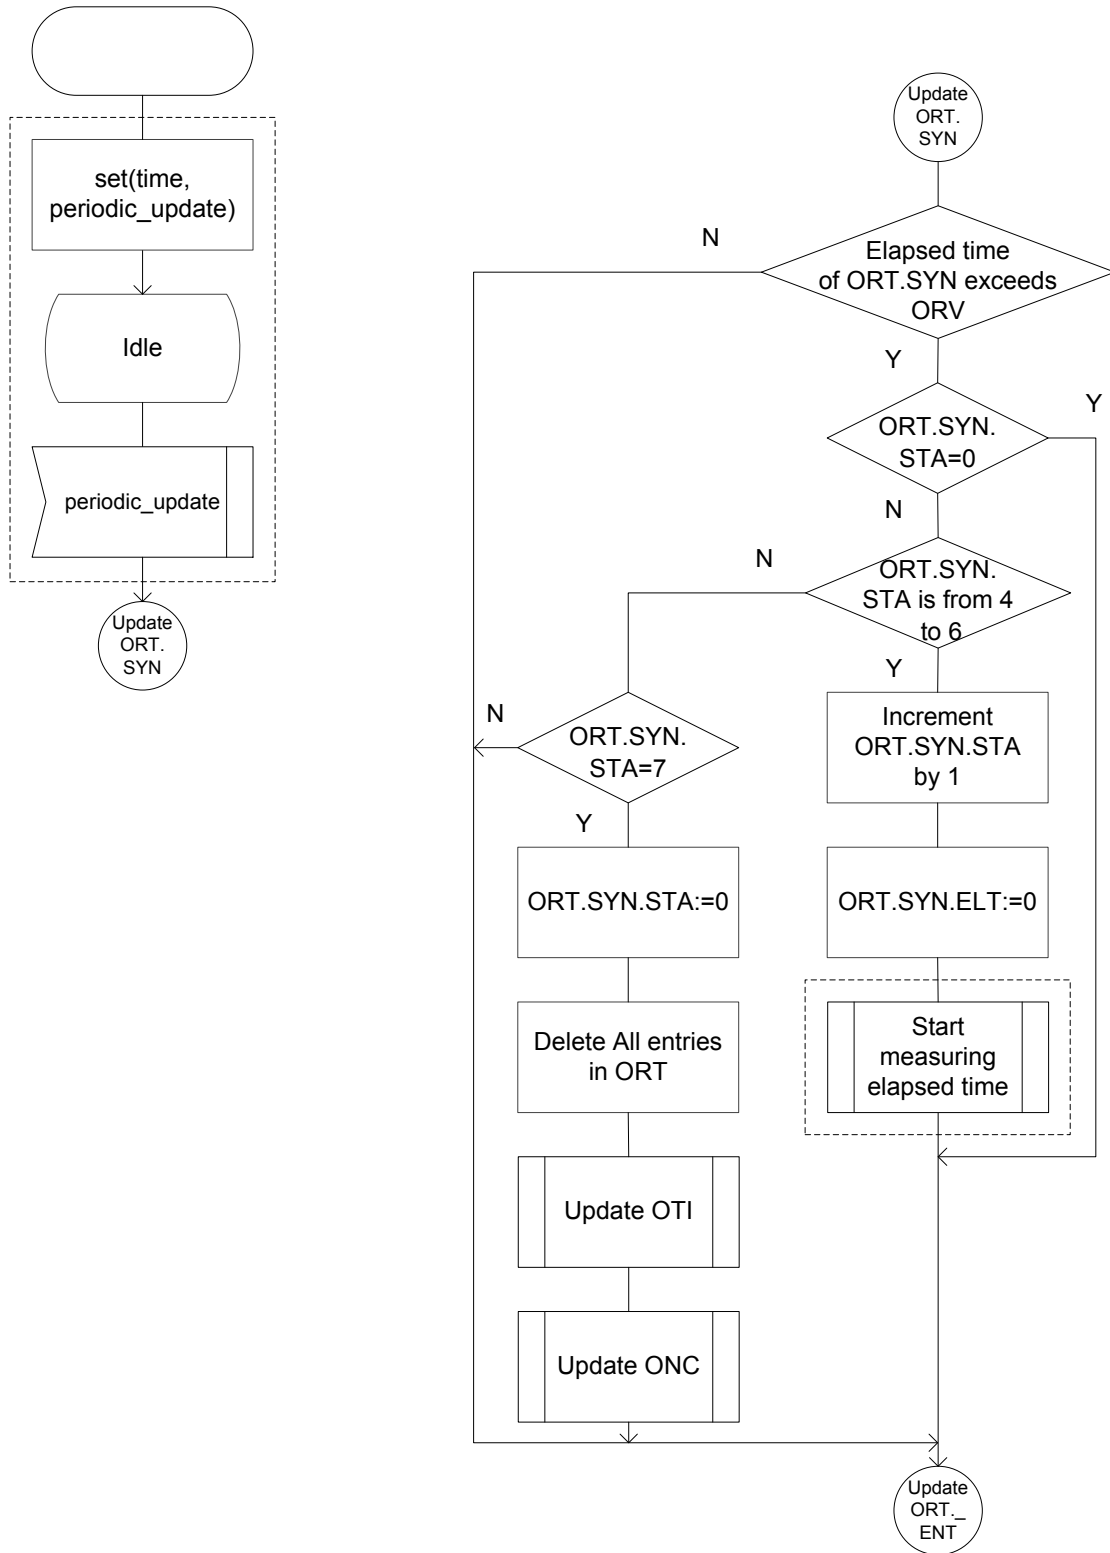 set(time,
periodic_update)
Idle
periodic_update
Update
ORT.
SYN
Update
ORT.
SYN
N
Elapsed time
of ORT.SYN exceeds
ORV
Y
Y
ORT.SYN.
STA=0
N
N
ORT.SYN.
STA is from 4
to 6
Y
N
ORT.SYN.
STA=7
Increment
ORT.SYN.STA
by 1
Y
ORT.SYN.STA:=0
ORT.SYN.ELT:=0
Delete All entries
in ORT
Start
measuring
elapsed time
Update OTI
Update ONC
Update
ORT._
ENT